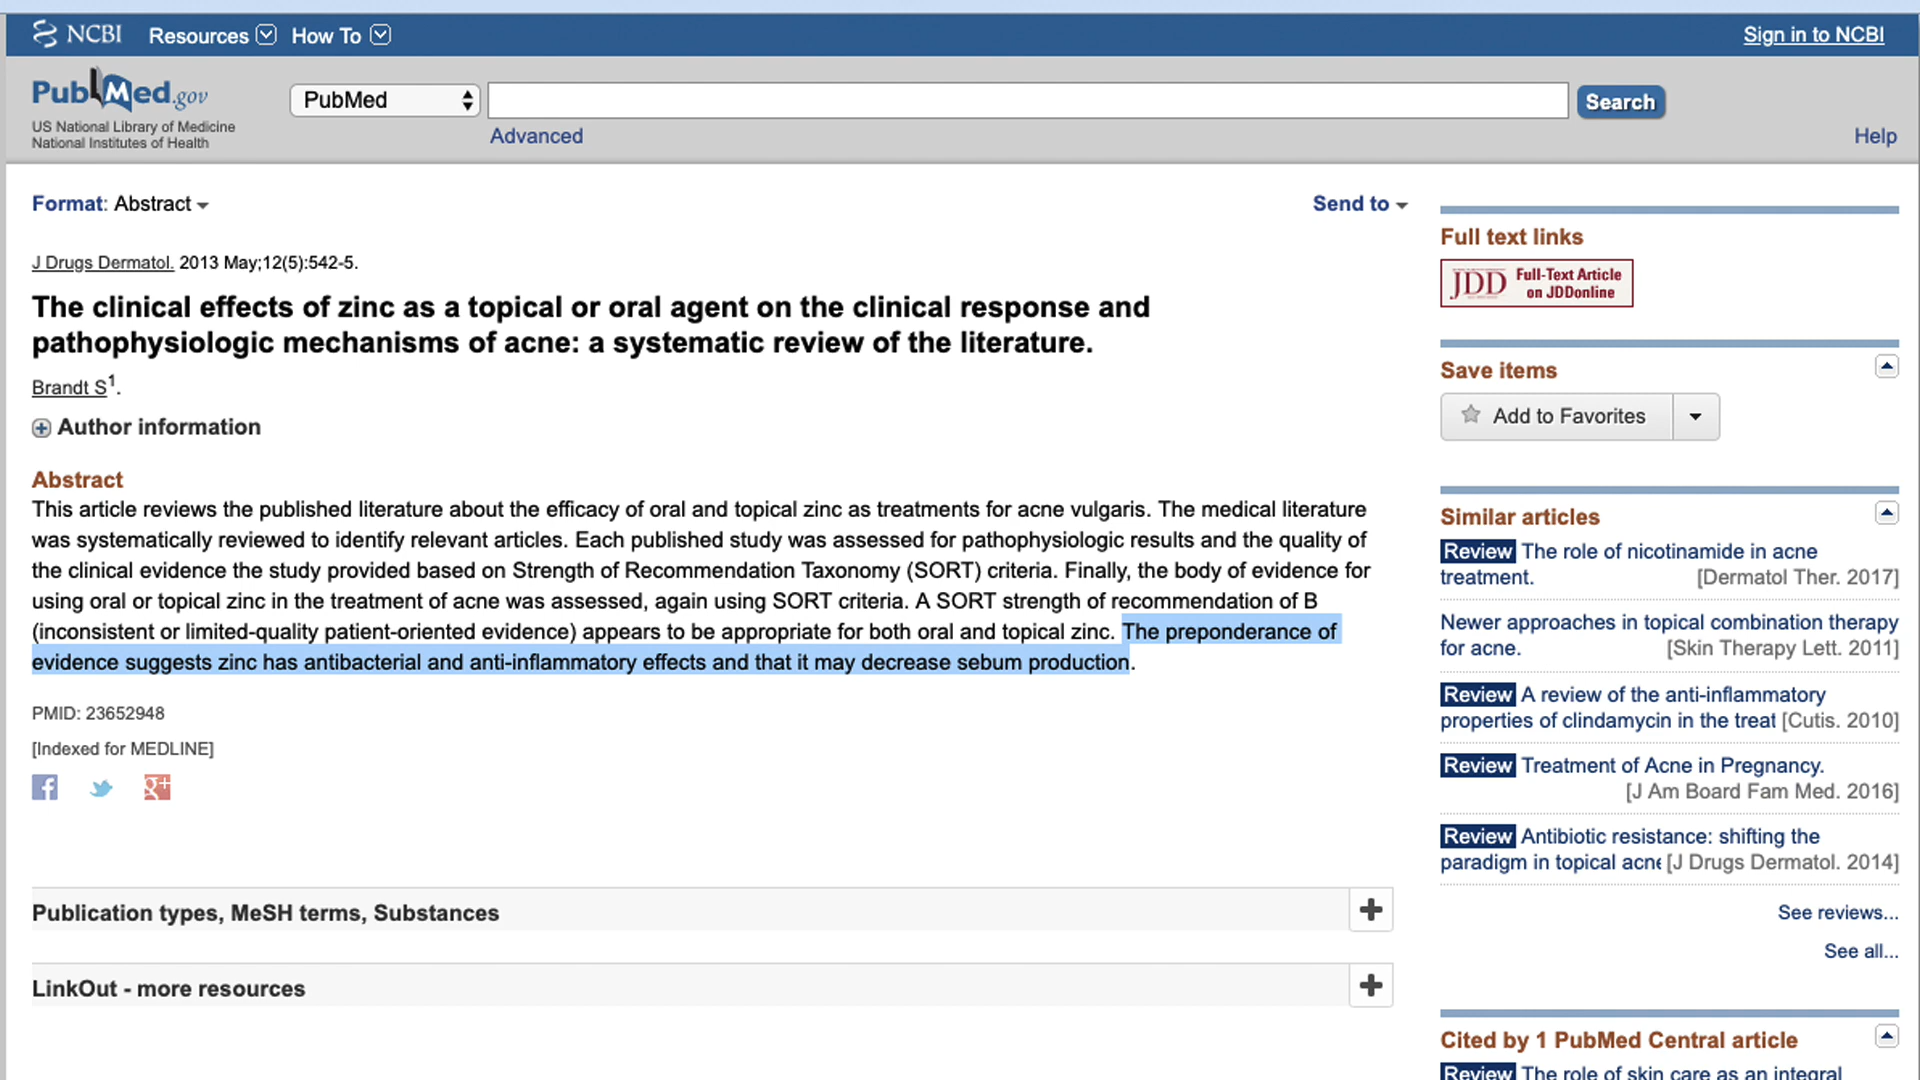 NCBI Resources How To Sign in to NCBI
PubMed.gov
US National Library of Medicine
National Institutes of Health
PubMed
Search
Advanced
Help
Format: Abstract
Send to
J Drugs Dermatol. 2013 May;12(5):542-5.
The clinical effects of zinc as a topical or oral agent on the clinical response and
pathophysiologic mechanisms of acne: a systematic review of the literature.
Brandt S1.
Author information
Abstract
This article reviews the published literature about the efficacy of oral and topical zinc as treatments for acne vulgaris. The medical literature
was systematically reviewed to identify relevant articles. Each published study was assessed for pathophysiologic results and the quality of
the clinical evidence the study provided based on Strength of Recommendation Taxonomy (SORT) criteria. Finally, the body of evidence for
using oral or topical zinc in the treatment of acne was assessed, again using SORT criteria. A SORT strength of recommendation of B
(inconsistent or limited-quality patient-oriented evidence) appears to be appropriate for both oral and topical zinc. The preponderance of
evidence suggests zinc has antibacterial and anti-inflammatory effects and that it may decrease sebum production.
PMID: 23652948
[Indexed for MEDLINE]
g+
Publication types, MeSH terms, Substances
LinkOut - more resources
Full text links
JDD Full-Text Article
on JDDonline
Save items
Add to Favorites
Similar articles
Review The role of nicotinamide in acne
treatment. [Dermatol Ther. 2017]
Newer approaches in topical combination therapy
for acne. [Skin Therapy Lett. 2011]
Review A review of the anti-inflammatory
properties of clindamycin in the treat [Cutis. 2010]
Review Treatment of Acne in Pregnancy.
[J Am Board Fam Med. 2016]
Review Antibiotic resistance: shifting the
paradigm in topical acne [J Drugs Dermatol. 2014]
See reviews...
See all...
Cited by 1 PubMed Central article
Review The role of skin care as an integral